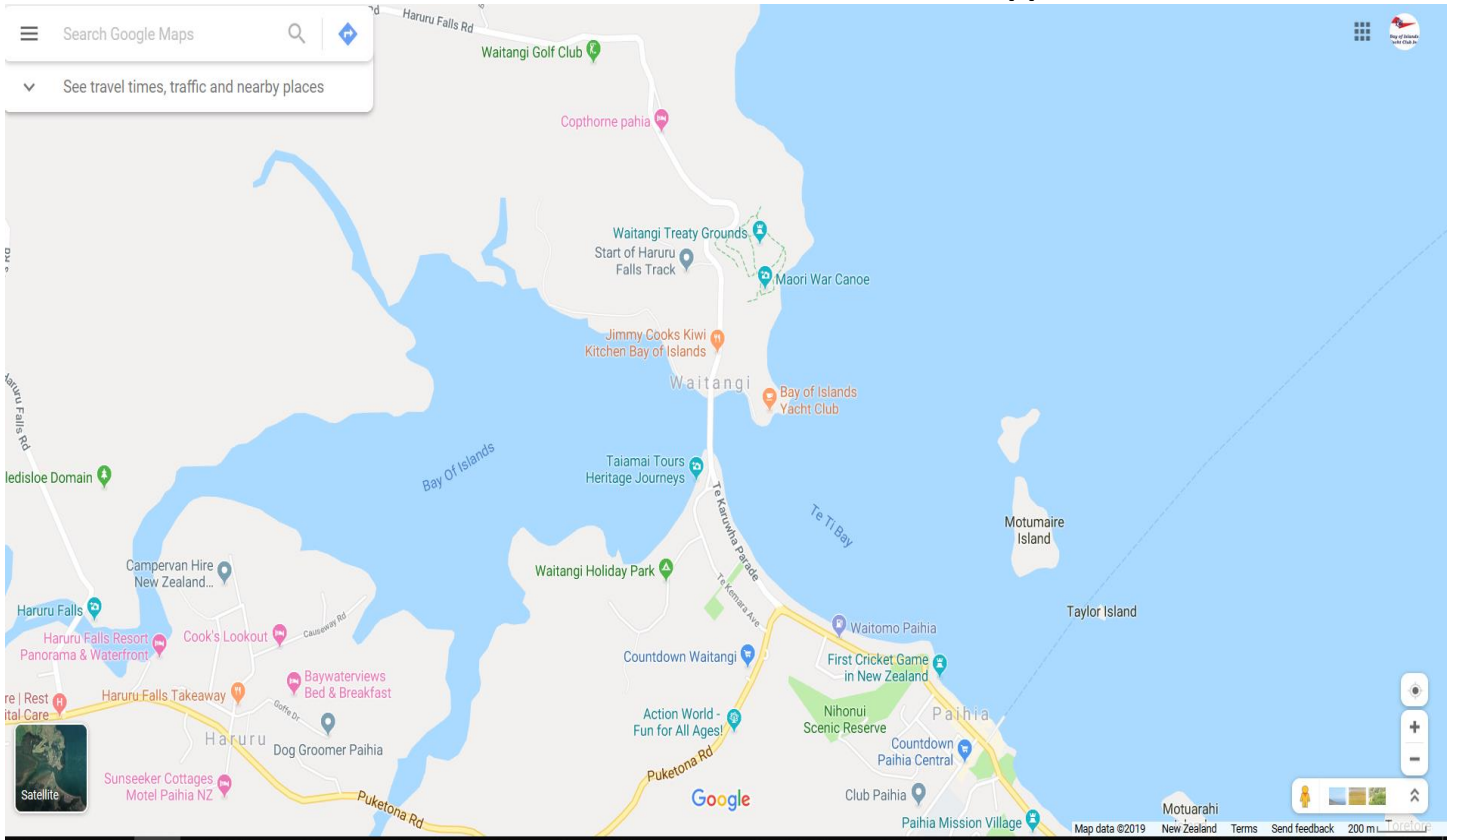 Search Google Maps
See travel times, traffic and nearby places
Haruru Falls Rd
Waitangi Golf Club
Copthorne pahia
Waitangi Treaty Grounds
Start of Haruru
Falls Track
Maori War Canoe
Jimmy Cooks Kiwi
Kitchen Bay of Islands
Waitangi
Bay of Islands
Yacht Club
Haruru Falls Rd
Bay Of Islands
Taiamai Tours
Heritage Journeys
ledisloe Domain
Te Karuwha Parade
Te Ti Bay
Motumaire
Island
Campervan Hire
New Zealand...
Waitangi Holiday Park
Te Kemara Ave
Haruru Falls
Taylor Island
Causeway Rd
Waitomo Paihia
Haruru Falls Resort
Panorama & Waterfront
Cook's Lookout
Countdown Waitangi
First Cricket Game
in New Zealand
Baywaterviews
Bed & Breakfast
re | Rest
ital Care
Haruru Falls Takeaway
Goffe Dr
Action World -
Fun for All Ages!
Nihonui
Scenic Reserve
Paihia
Haruru
Dog Groomer Paihia
Countdown
Paihia Central
Puketona Rd
Sunseeker Cottages
Motel Paihia NZ
Satellite
Puketona Rd
Google
Club Paihia
Paihia Mission Village
Motuarahi
Map data ©2019 New Zealand Terms Send feedback 200 m